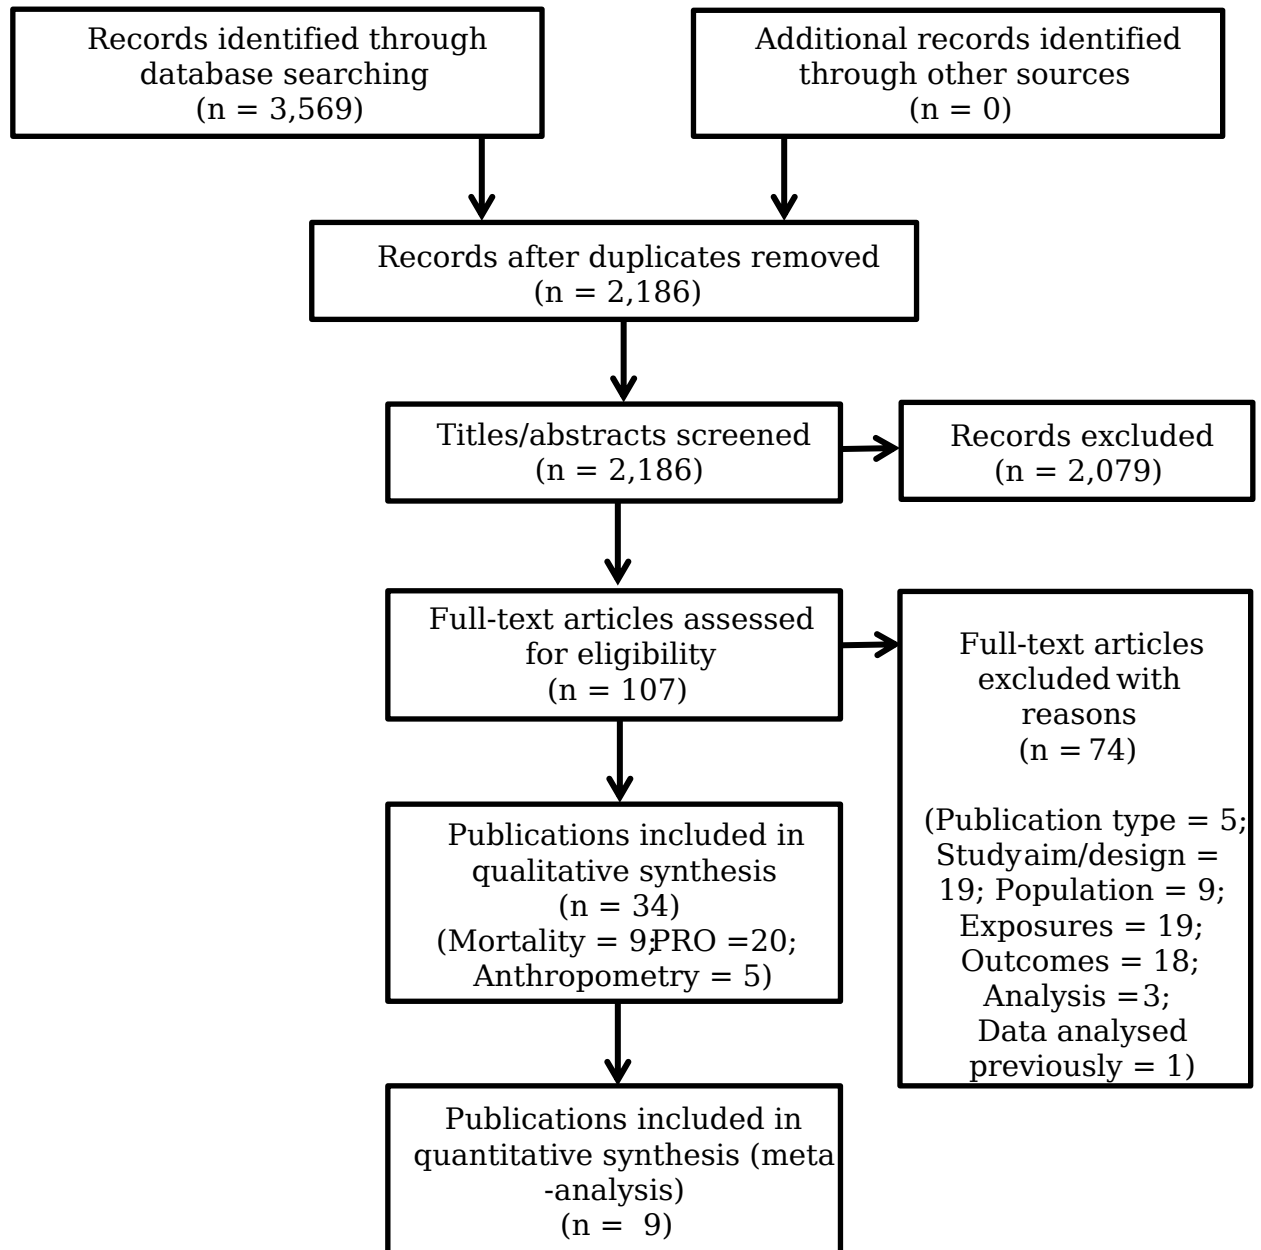 Records identified through
database searching
(n = 3,569)
Additional records identified
through other sources
(n = 0)
Records after duplicates removed
(n = 2,186)
Titles/abstracts screened
(n = 2,186)
Records excluded
(n = 2,079)
Full-text articles assessed
for eligibility
(n = 107)
Full-text articles
excluded with
reasons
(n = 74)
(Publication type = 5;
Study aim/design =
19; Population = 9;
Exposures = 19;
Outcomes = 18;
Analysis = 3;
Data analysed
previously = 1)
Publications included in
qualitative synthesis
(n = 34)
(Mortality = 9; PRO =20;
Anthropometry = 5)
Publications included in
quantitative synthesis (meta
-analysis)
(n = 9)